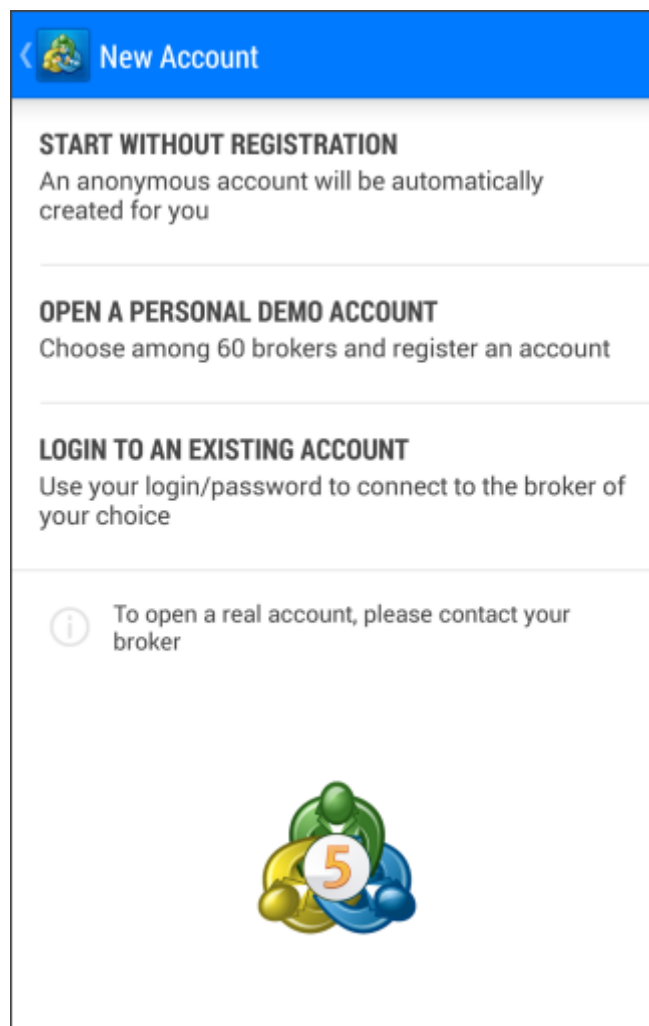 New Account
START WITHOUT REGISTRATION
An anonymous account will be automatically
created for you
OPEN A PERSONAL DEMO ACCOUNT
Choose among 60 brokers and register an account
LOGIN TO AN EXISTING ACCOUNT
Use your login/password to connect to the broker of
your choice
To open a real account, please contact your
broker
5